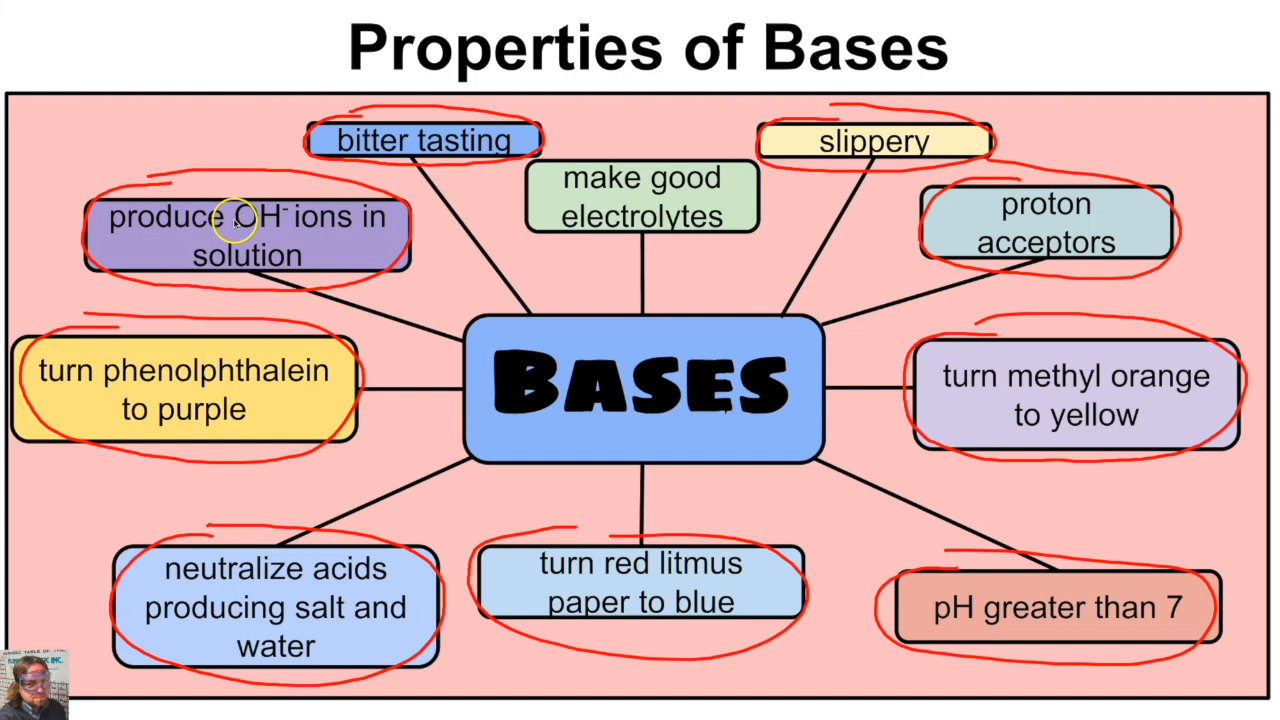 Properties of Bases
bitter tasting
slippery
make good
electrolytes
produce OH⁻ ions in
solution
proton
acceptors
turn phenolphthalein
to purple
BASES
turn methyl orange
to yellow
neutralize acids
producing salt and
water
turn red litmus
paper to blue
pH greater than 7